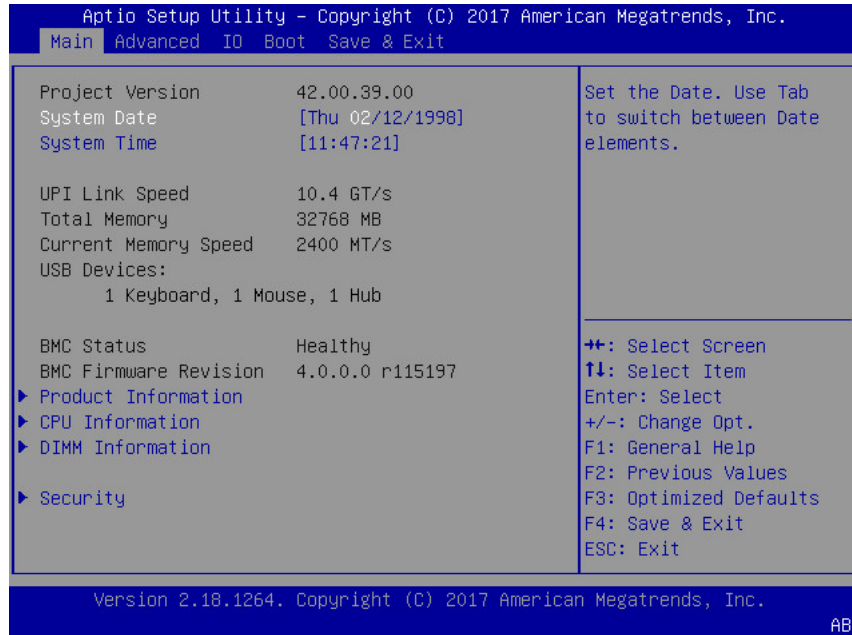 Aptio Setup Utility – Copyright (C) 2017 American Megatrends, Inc.
Main Advanced IO Boot Save & Exit
Project Version 42.00.39.00
System Date [Thu 02/12/1998]
System Time [11:47:21]
UPI Link Speed 10.4 GT/s
Total Memory 32768 MB
Current Memory Speed 2400 MT/s
USB Devices:
1 Keyboard, 1 Mouse, 1 Hub
BMC Status Healthy
BMC Firmware Revision 4.0.0.0 r115197
Product Information
CPU Information
DIMM Information
Security
Set the Date. Use Tab
to switch between Date
elements.
→←: Select Screen
↑↓: Select Item
Enter: Select
+/-: Change Opt.
F1: General Help
F2: Previous Values
F3: Optimized Defaults
F4: Save & Exit
ESC: Exit
Version 2.18.1264. Copyright (C) 2017 American Megatrends, Inc.
AB